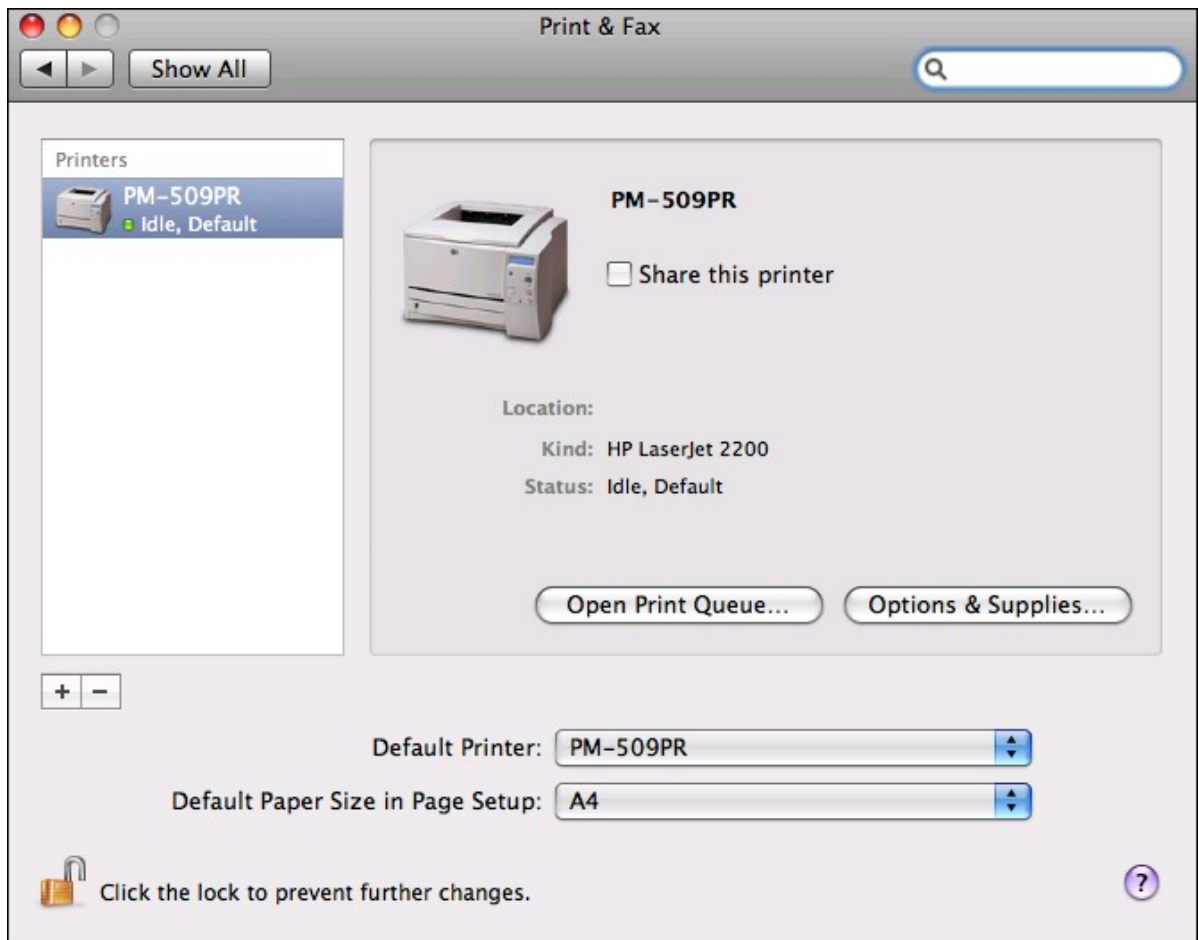 Print & Fax
Show All
Printers
PM-509PR
Idle, Default
PM-509PR
Share this printer
Location:
Kind: HP LaserJet 2200
Status: Idle, Default
Open Print Queue...
Options & Supplies...
+ −
Default Printer: PM-509PR
Default Paper Size in Page Setup: A4
Click the lock to prevent further changes.
?